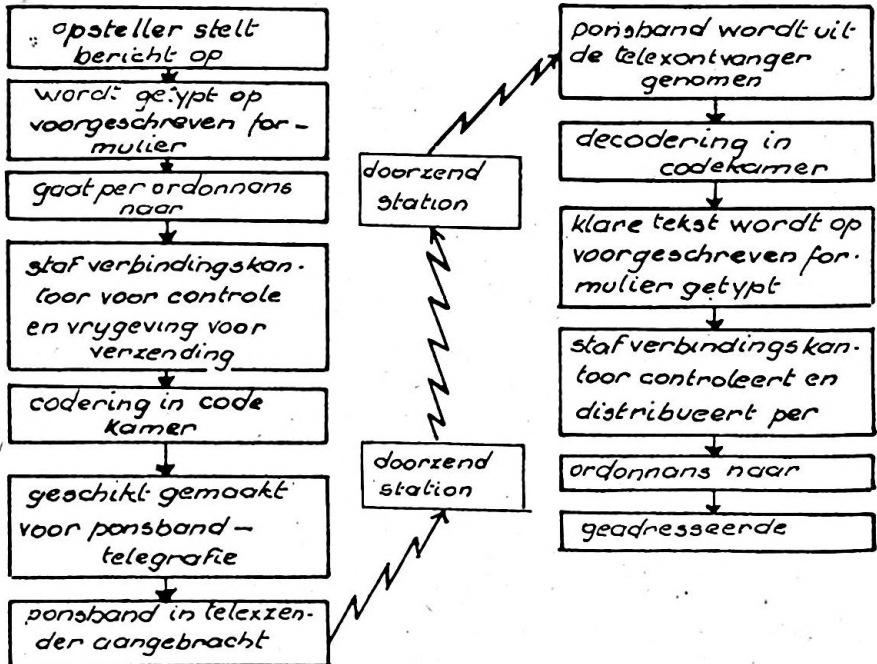 opsteller stelt
bericht op
wordt getypt op
voorgeschreven for-
mulier
gaat per ordonnans
naar
staf verbindingskan-
toor voor controle
en vrygeving voor
verzending
codering in code
kamer
geschikt gemaakt
voor ponsband-
telegrafie
ponsband in telexzen-
der aangebracht
doorzend
station
doorzend
station
ponsband wordt uit
de telexontvanger
genomen
decodering in
codekamer
klare tekst wordt op
voorgeschreven for-
mulier getypt
staf verbindingskan-
toor controleert en
distribueert per
ordonnans naar
geadresseerde